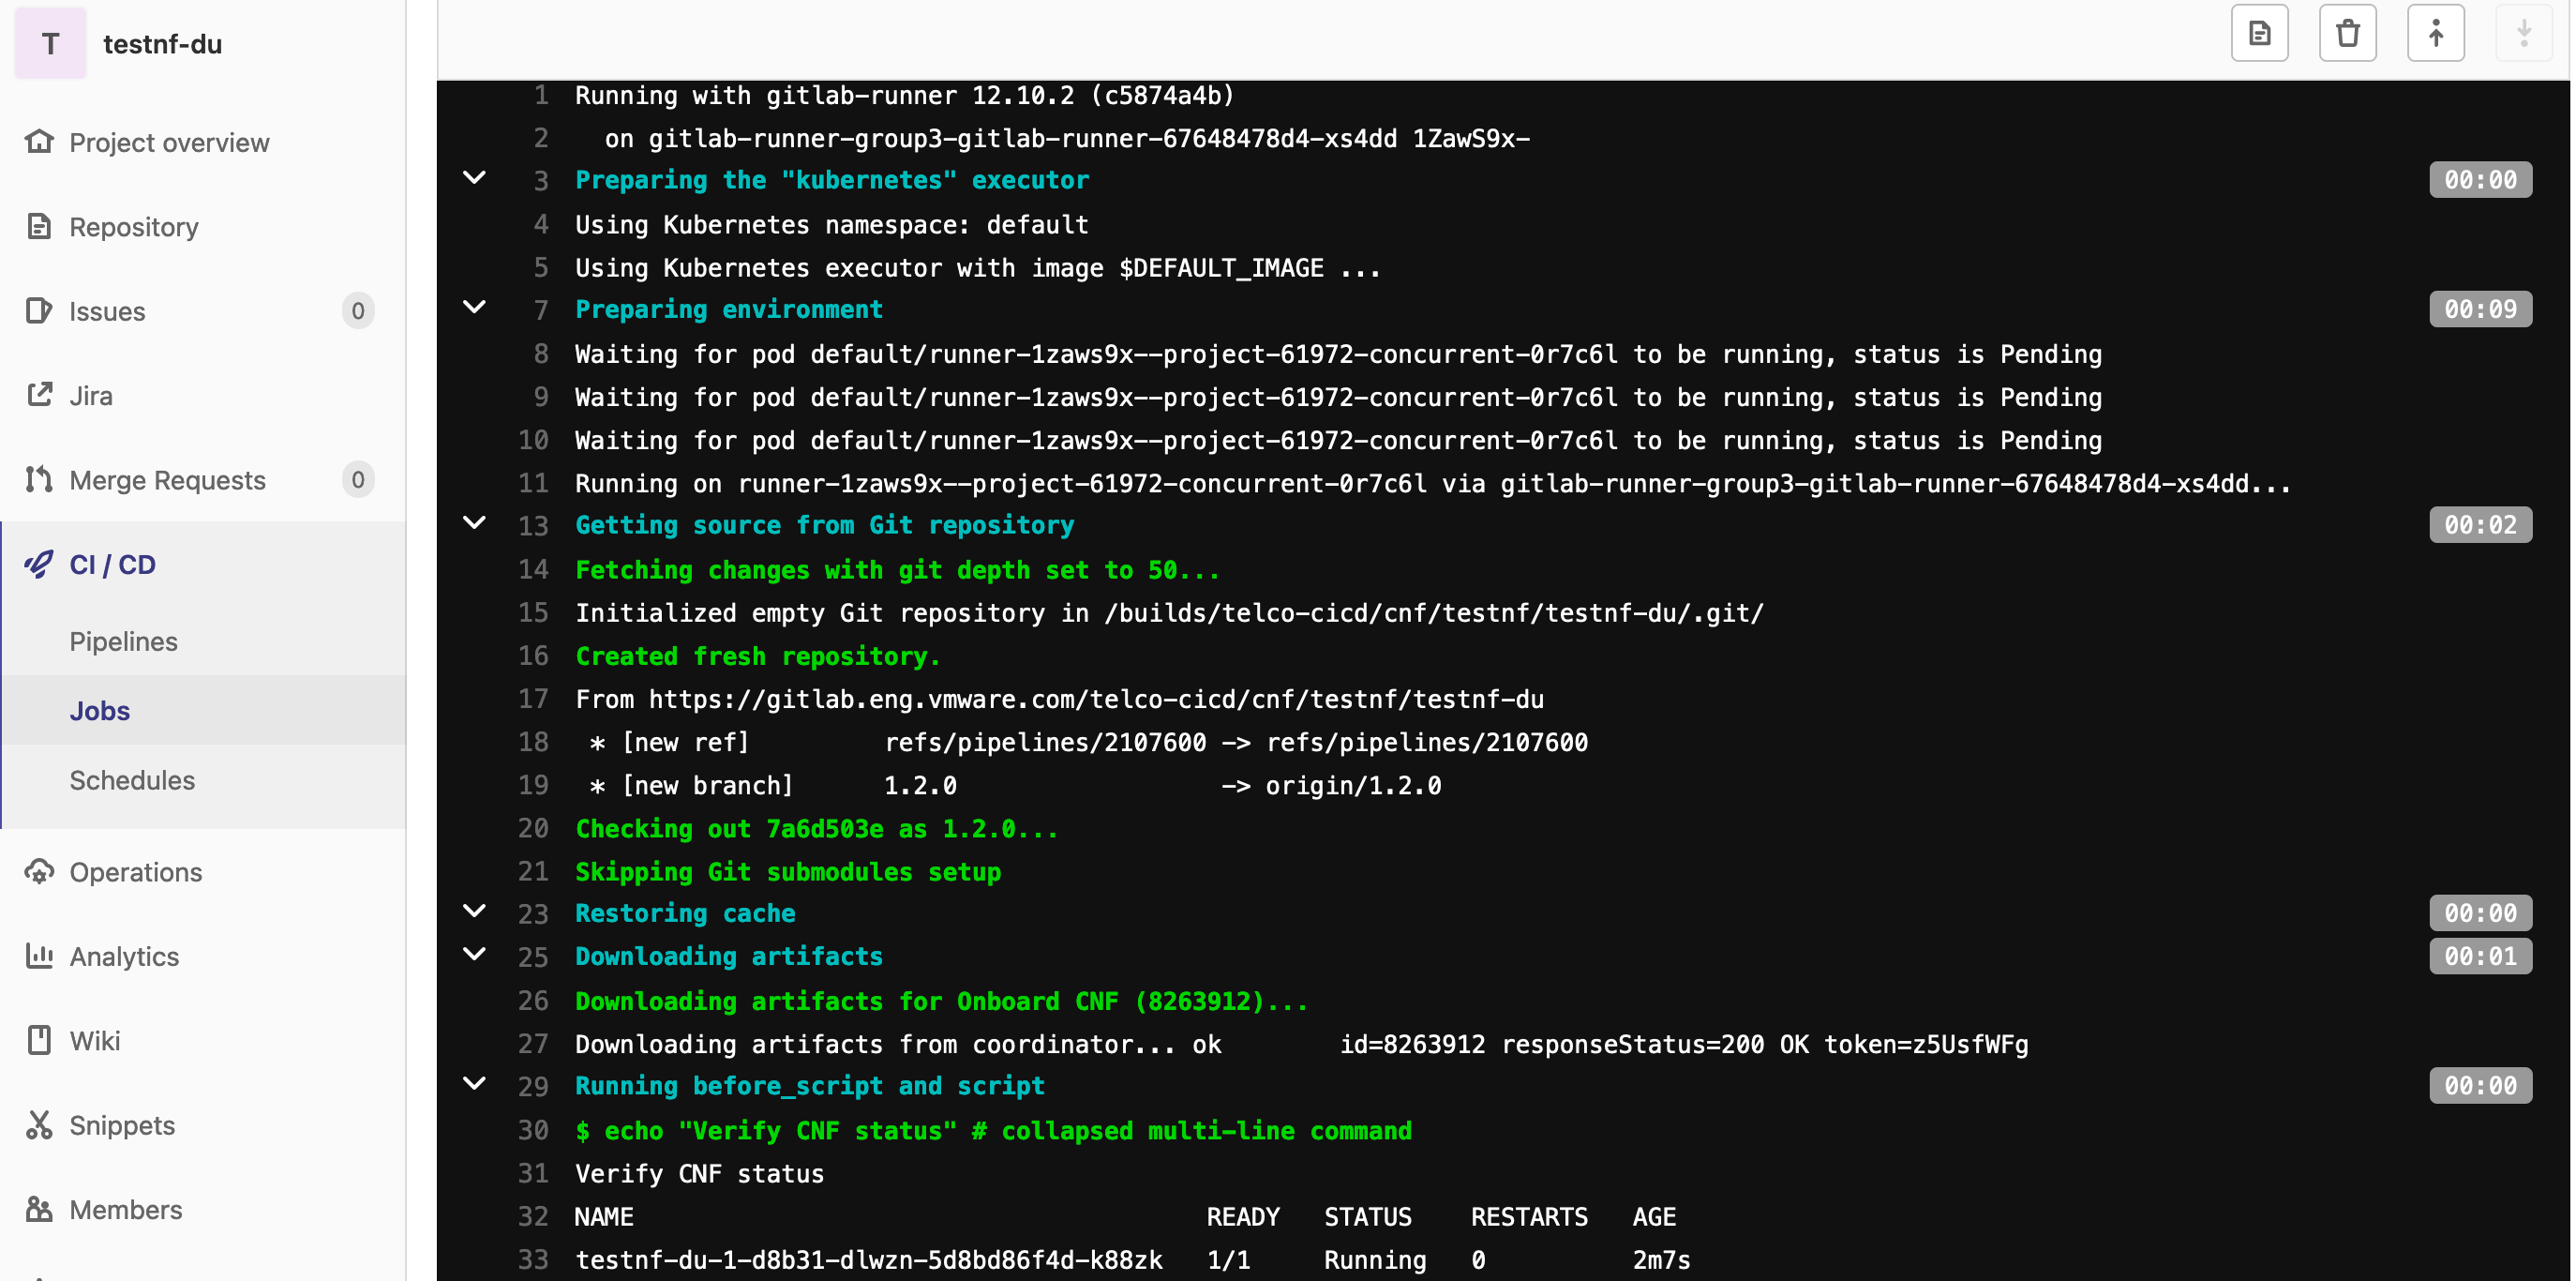 T testnf-du
Project overview
Repository
Issues 0
Jira
Merge Requests 0
CI / CD
Pipelines
Jobs
Schedules
Operations
Analytics
Wiki
Snippets
Members
1 Running with gitlab-runner 12.10.2 (c5874a4b)
2 on gitlab-runner-group3-gitlab-runner-67648478d4-xs4dd 1ZawS9x-
3 Preparing the "kubernetes" executor 00:00
4 Using Kubernetes namespace: default
5 Using Kubernetes executor with image $DEFAULT_IMAGE ...
7 Preparing environment 00:09
8 Waiting for pod default/runner-1zaws9x--project-61972-concurrent-0r7c6l to be running, status is Pending
9 Waiting for pod default/runner-1zaws9x--project-61972-concurrent-0r7c6l to be running, status is Pending
10 Waiting for pod default/runner-1zaws9x--project-61972-concurrent-0r7c6l to be running, status is Pending
11 Running on runner-1zaws9x--project-61972-concurrent-0r7c6l via gitlab-runner-group3-gitlab-runner-67648478d4-xs4dd...
13 Getting source from Git repository 00:02
14 Fetching changes with git depth set to 50...
15 Initialized empty Git repository in /builds/telco-cicd/cnf/testnf/testnf-du/.git/
16 Created fresh repository.
17 From https://gitlab.eng.vmware.com/telco-cicd/cnf/testnf/testnf-du
18 * [new ref] refs/pipelines/2107600 -> refs/pipelines/2107600
19 * [new branch] 1.2.0 -> origin/1.2.0
20 Checking out 7a6d503e as 1.2.0...
21 Skipping Git submodules setup
23 Restoring cache 00:00
25 Downloading artifacts 00:01
26 Downloading artifacts for Onboard CNF (8263912)...
27 Downloading artifacts from coordinator... ok id=8263912 responseStatus=200 OK token=z5UsfWFg
29 Running before_script and script 00:00
30 $ echo "Verify CNF status" # collapsed multi-line command
31 Verify CNF status
32 NAME READY STATUS RESTARTS AGE
33 testnf-du-1-d8b31-dlwzn-5d8bd86f4d-k88zk 1/1 Running 0 2m7s